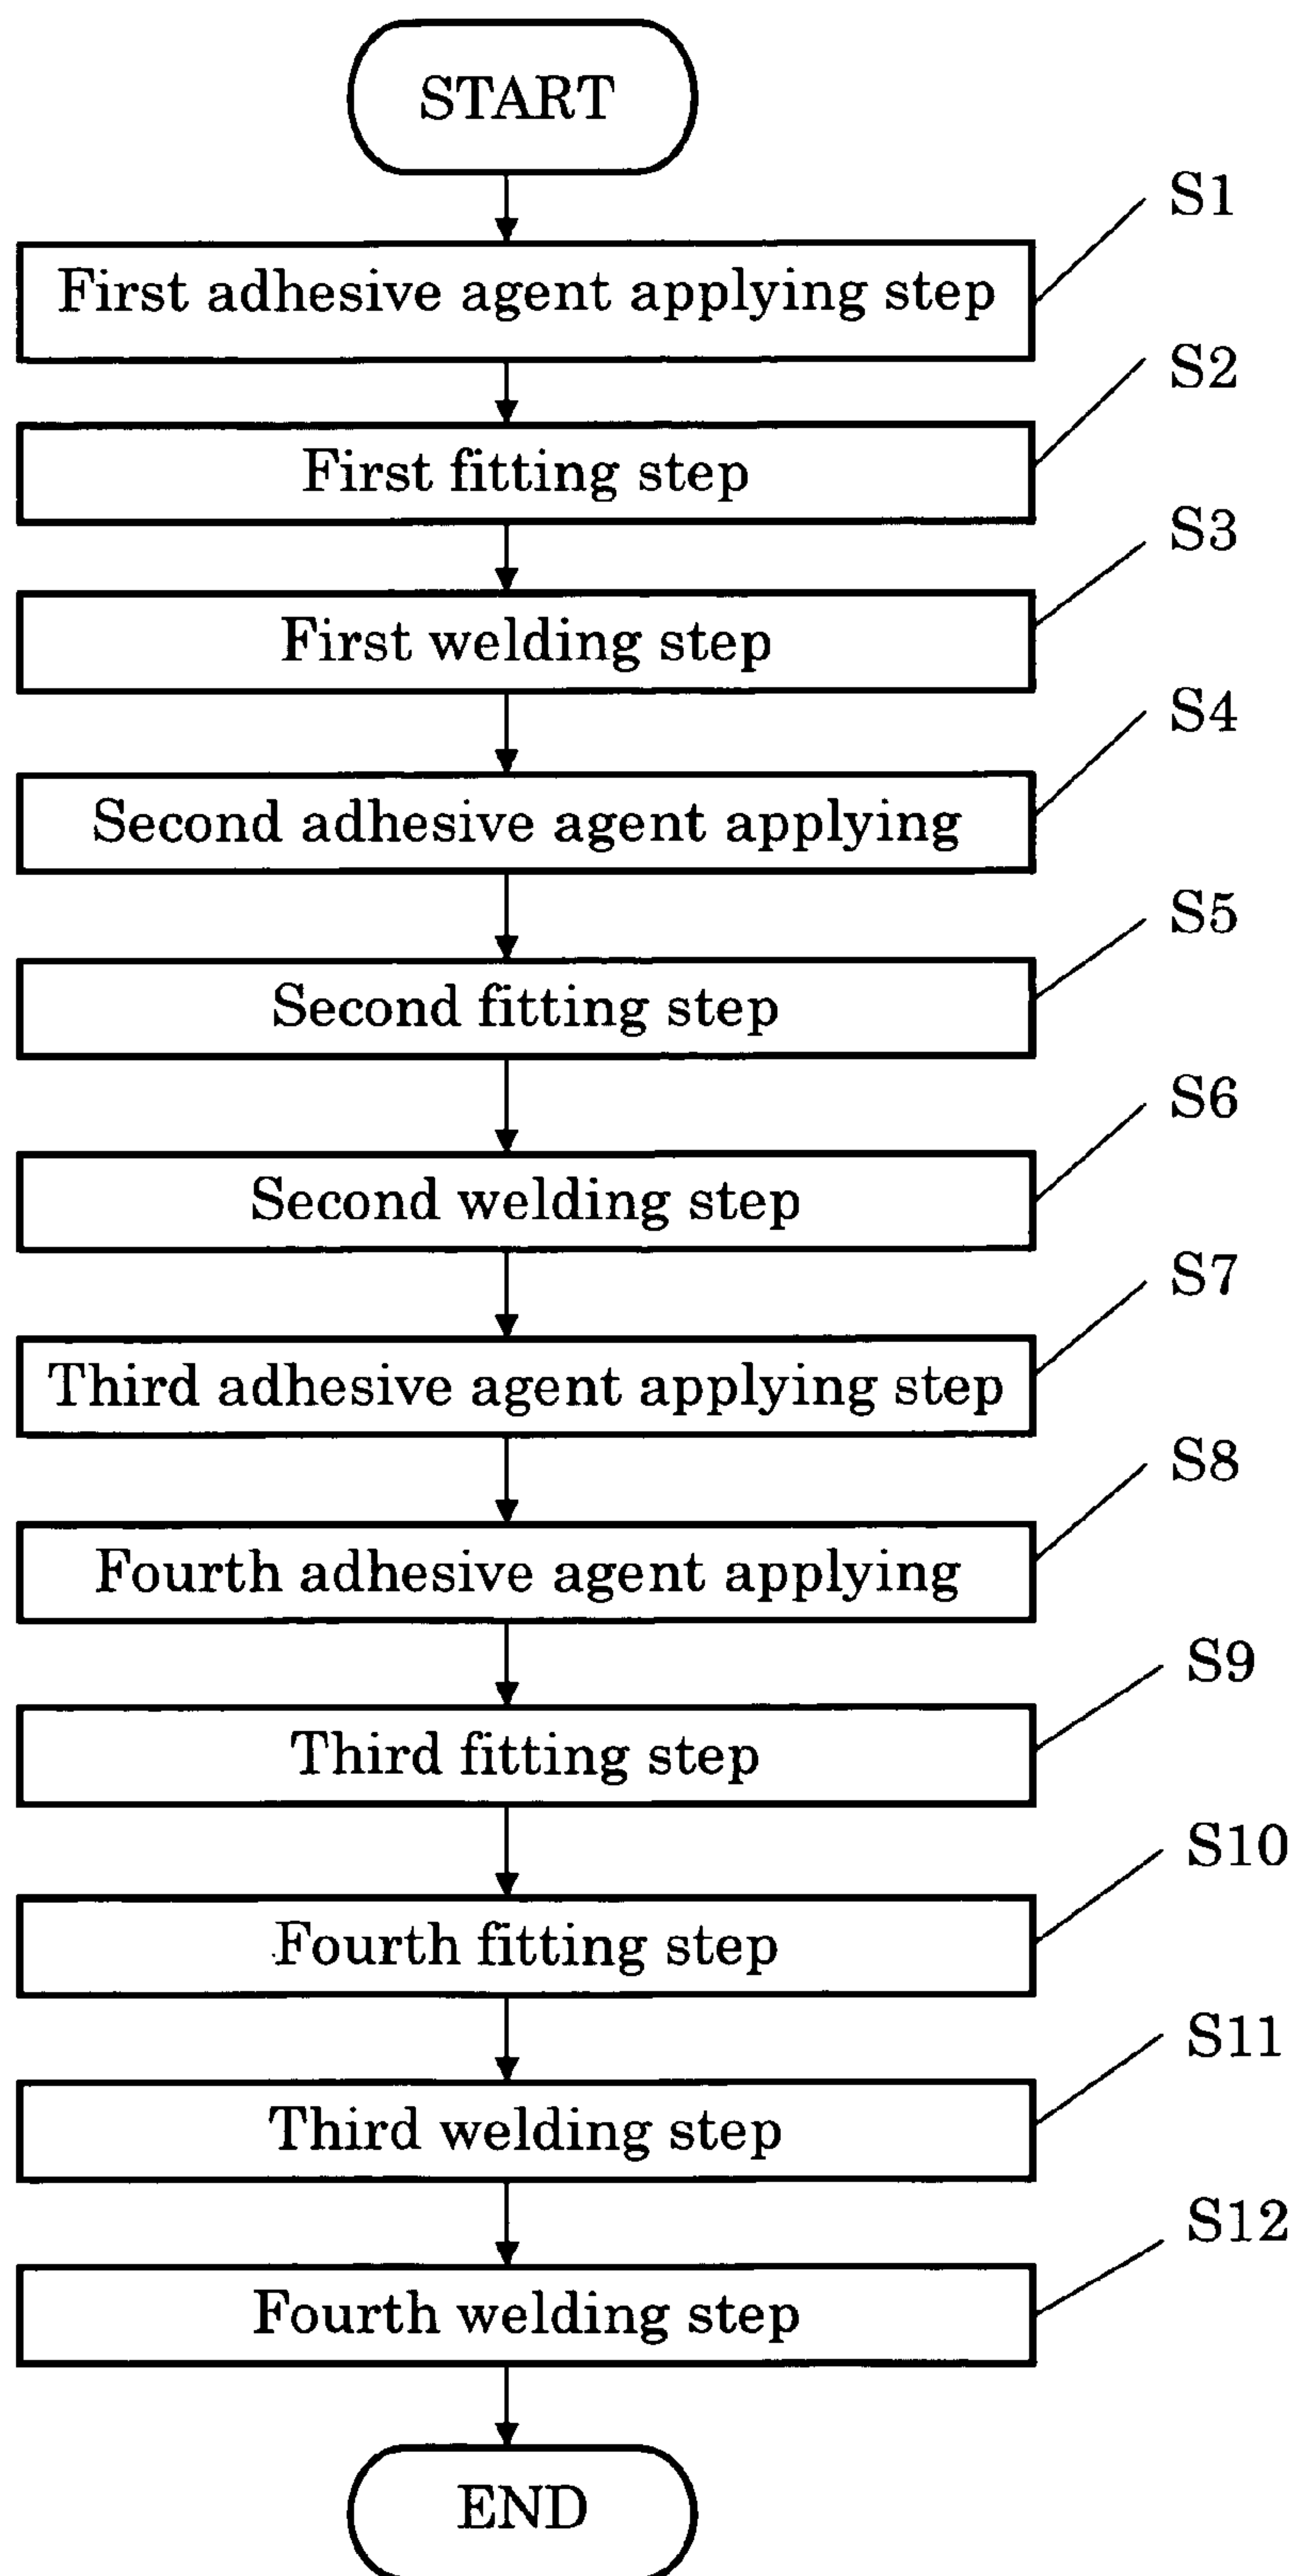 START
S1
First adhesive agent applying step
S2
First fitting step
S3
First welding step
S4
Second adhesive agent applying
S5
Second fitting step
S6
Second welding step
S7
Third adhesive agent applying step
S8
Fourth adhesive agent applying
S9
Third fitting step
S10
Fourth fitting step
S11
Third welding step
S12
Fourth welding step
END